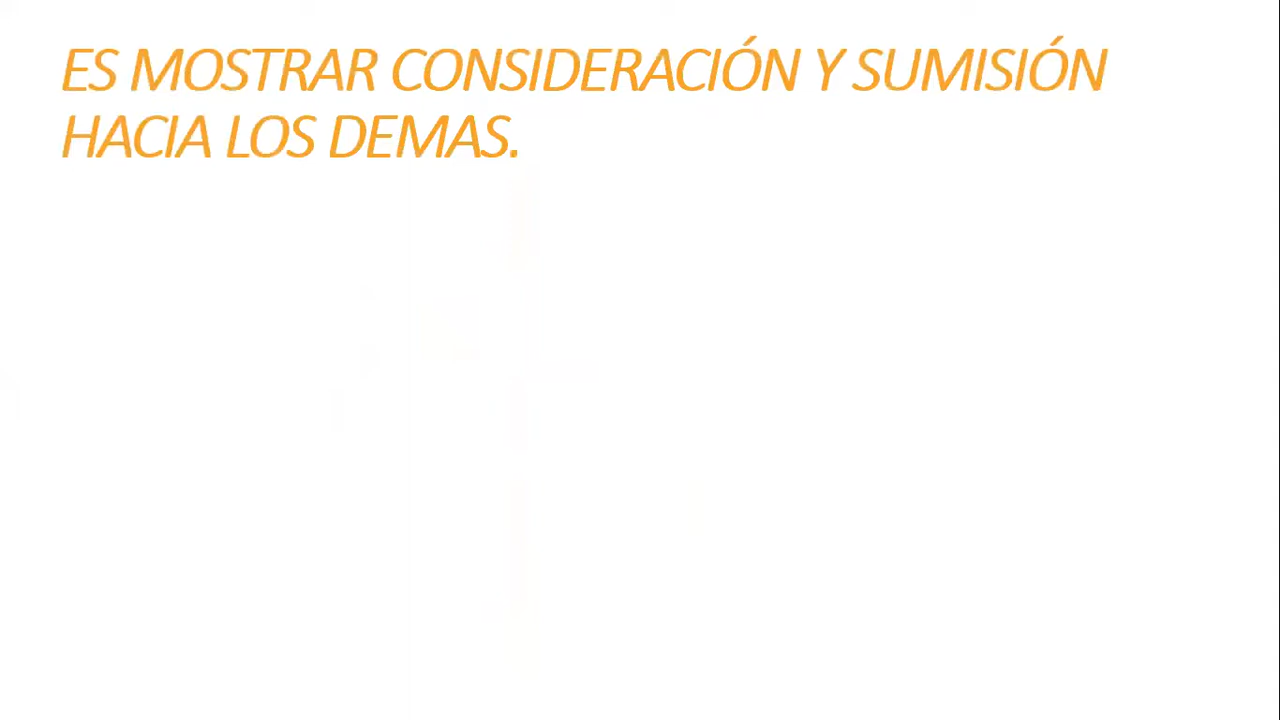 ES MOSTRAR CONSIDERACIÓN Y SUMISIÓN
HACIA LOS DEMAS.